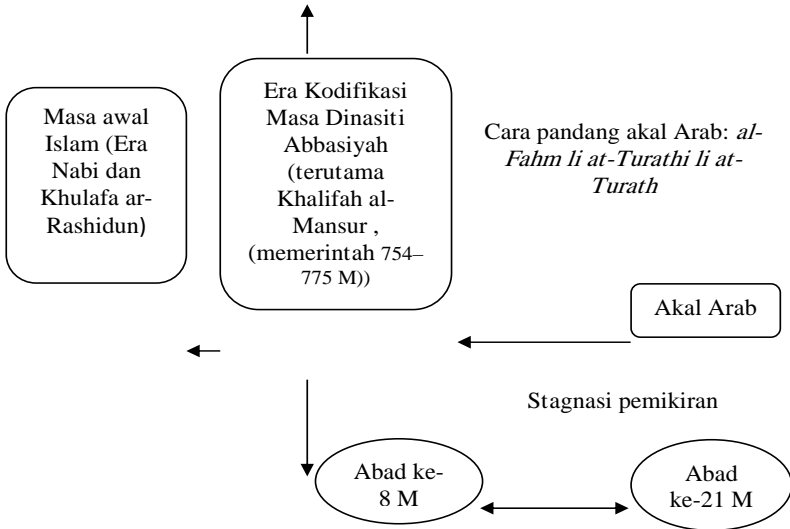 Masa awal
Islam (Era
Nabi dan
Khulafa ar-
Rashidun)
Era Kodifikasi
Masa Dinasiti
Abbasiyah
(terutama
Khalifah al-
Mansur ,
(memerintah 754–
775 M))
Cara pandang akal Arab: al-
Fahm li at-Turathi li at-
Turath
Akal Arab
Stagnasi pemikiran
Abad ke-
8 M
Abad
ke-21 M